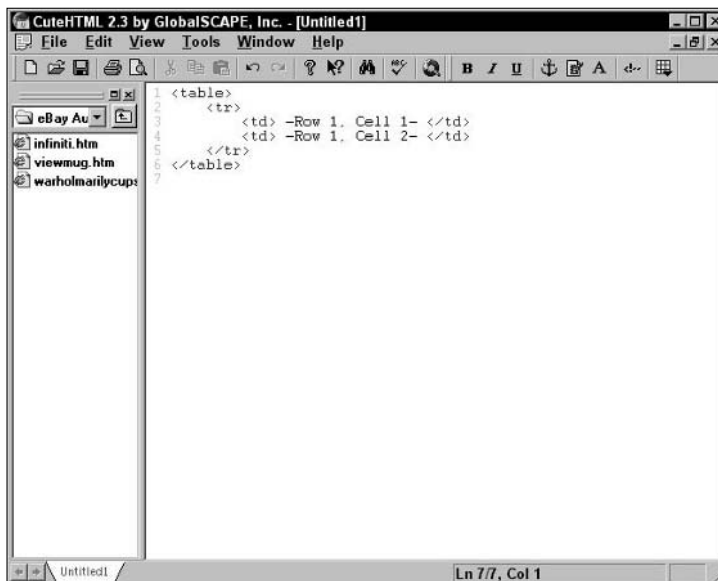 CuteHTML 2.3 by GlobalSCAPE, Inc. - [Untitled1]
File Edit View Tools Window Help
ABC B I U A
eBay Au
infiniti.htm
viewmug.htm
warholmarilycups
1 <table>
2 <tr>
3 <td> -Row 1, Cell 1- </td>
4 <td> -Row 1, Cell 2- </td>
5 </tr>
6 </table>
7
Untitled1
Ln 7/7, Col 1